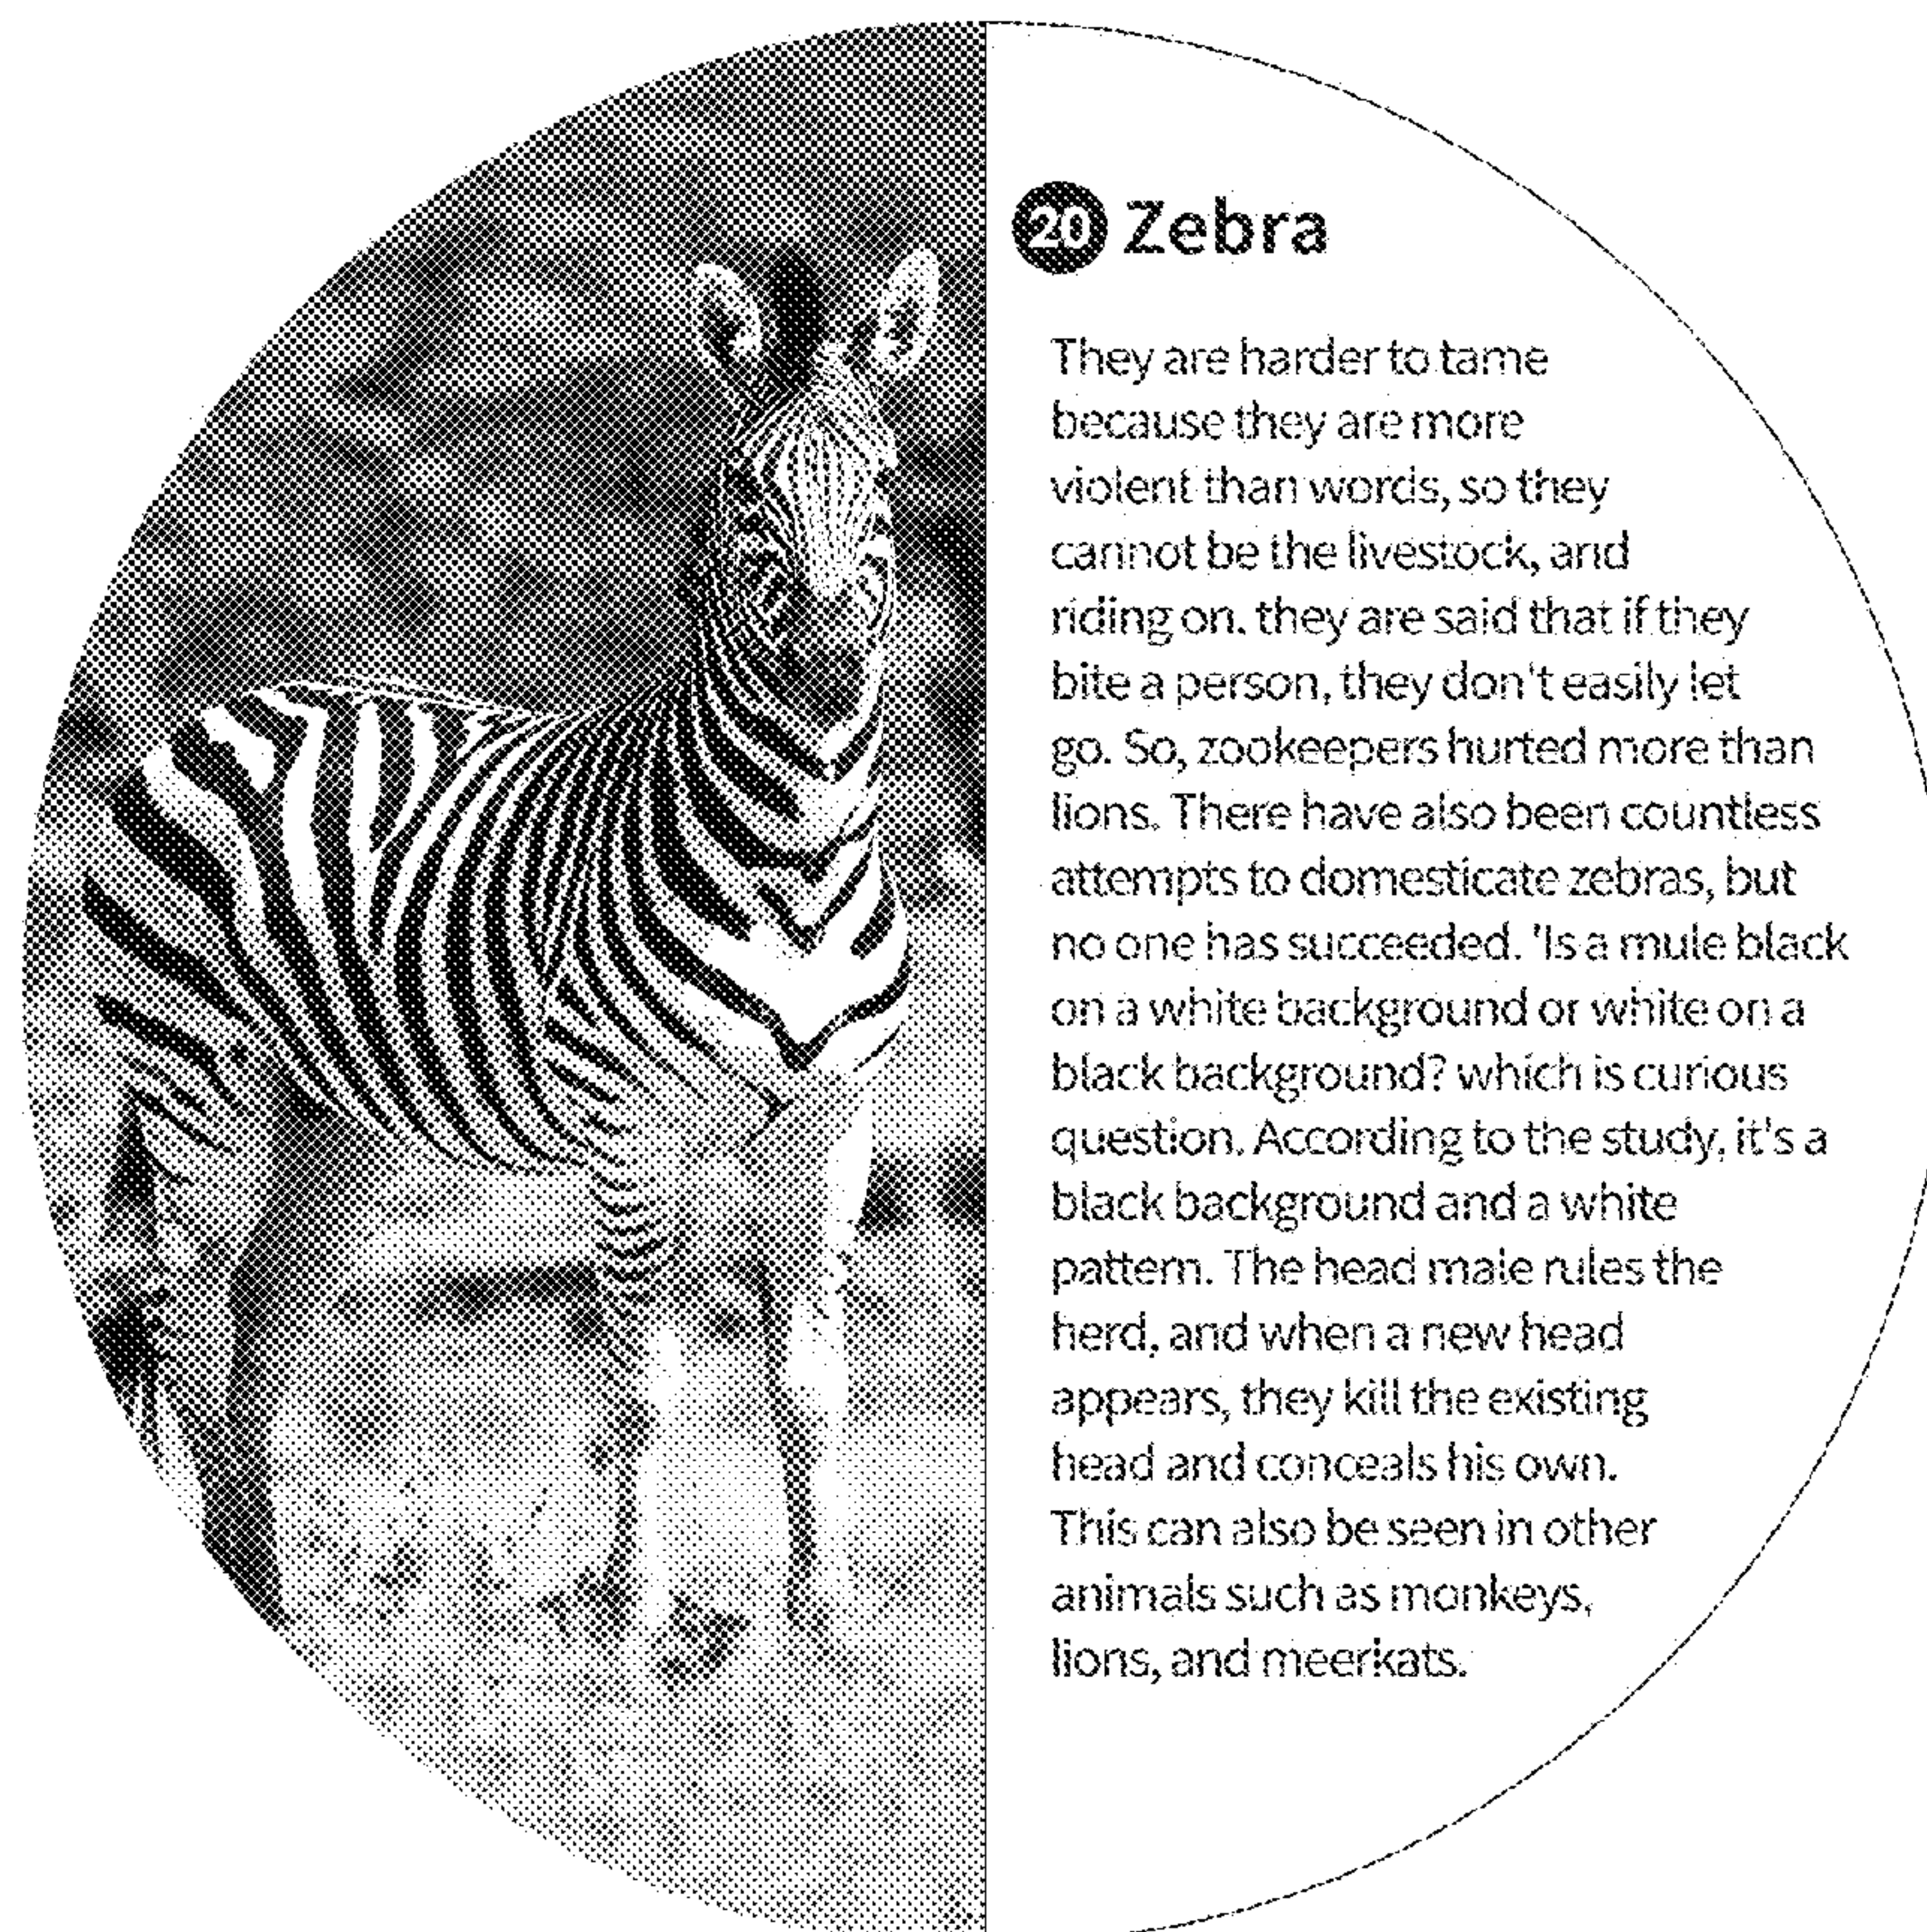 20 Zebra
They are harder to tame
because they are more
violent than words, so they
cannot be the livestock, and
riding on. they are said that if they
bite a person, they don't easily let
go. So, zookeepers hurted more than
lions. There have also been countless
attempts to domesticate zebras, but
no one has succeeded. 'Is a mule black
on a white background or white on a
black background? which is curious
question. According to the study, it's a
black background and a white
pattern. The head male rules the
herd, and when a new head
appears, they kill the existing
head and conceals his own.
This can also be seen in other
animals such as monkeys,
lions, and meerkats.